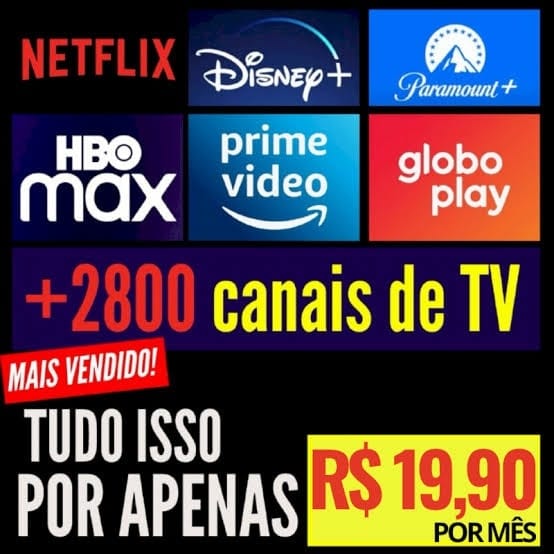 NETFLIX
Disney+
Paramount+
HBO
max
prime
video
globo
play
+2800 canais de TV
MAIS VENDIDO!
TUDO ISSO
POR APENAS
R$ 19,90
POR MÊS